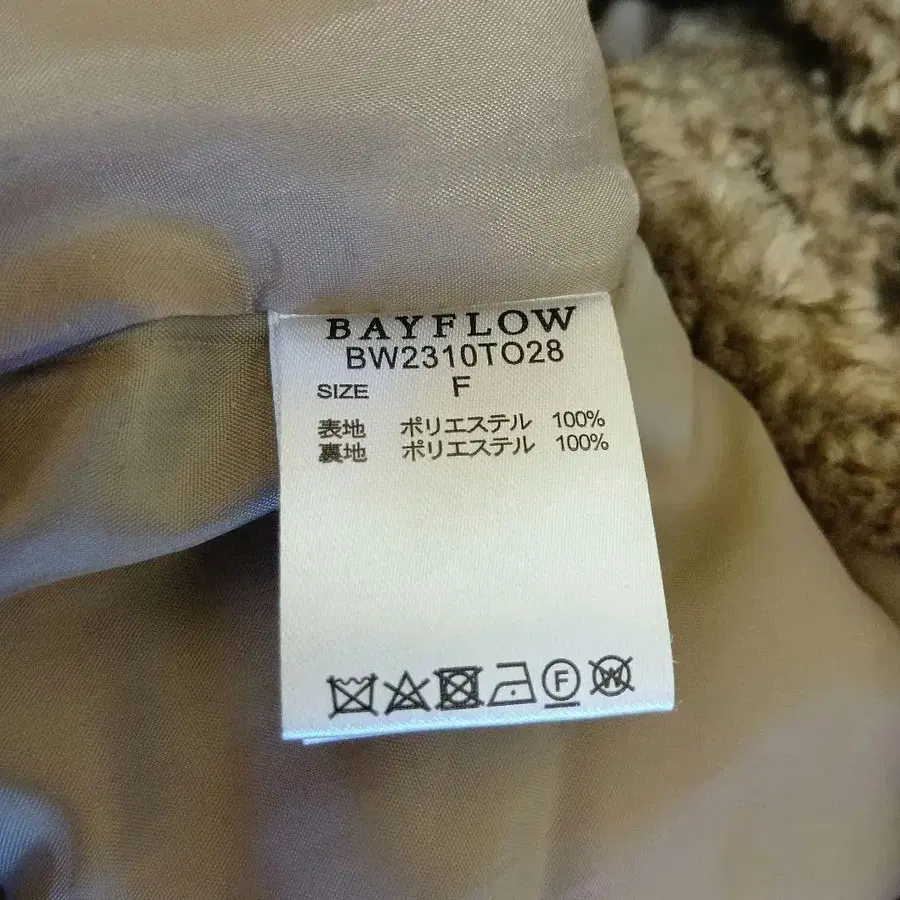 BAYFLOW
BW2310TO28
SIZE F
表地 ポリエステル 100%
裏地 ポリエステル 100%
F W